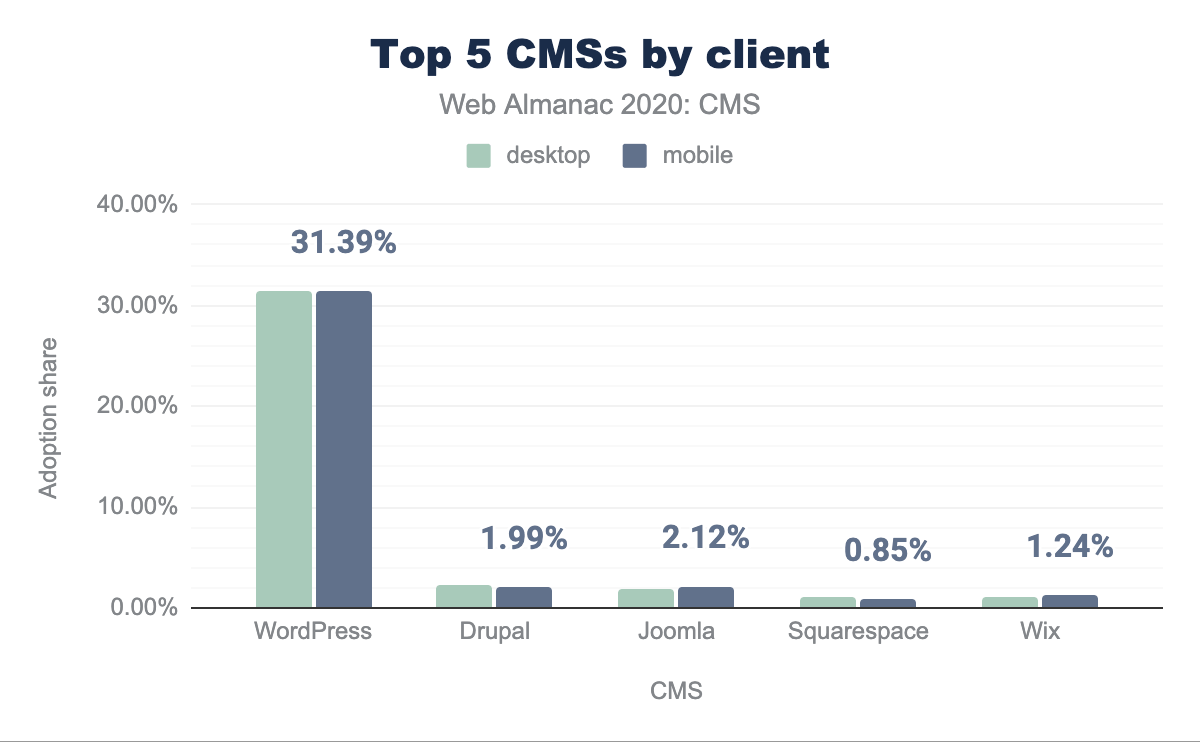 Top 5 CMSs by client
Web Almanac 2020: CMS
desktop mobile
40.00%
30.00%
20.00%
10.00%
0.00%
Adoption share
31.39%
1.99%
2.12%
0.85%
1.24%
WordPress Drupal Joomla Squarespace Wix
CMS